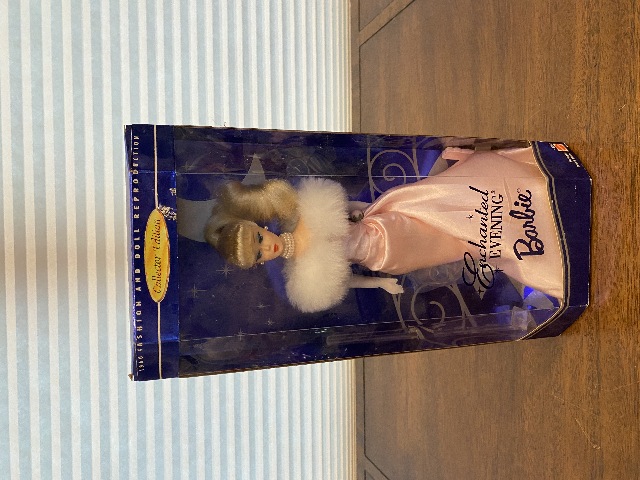 1960 FASHION AND DOLL REPRODUCTION
Collector Edition
Enchanted
EVENING
Barbie